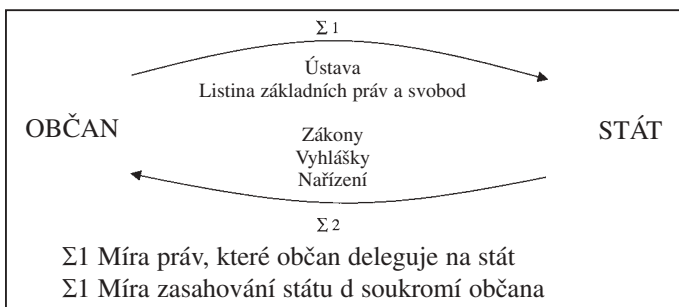 Σ 1
Ústava
Listina základních práv a svobod
OBČAN
STÁT
Zákony
Vyhlášky
Nařízení
Σ 2
Σ1 Míra práv, které občan deleguje na stát
Σ1 Míra zasahování státu d soukromí občana